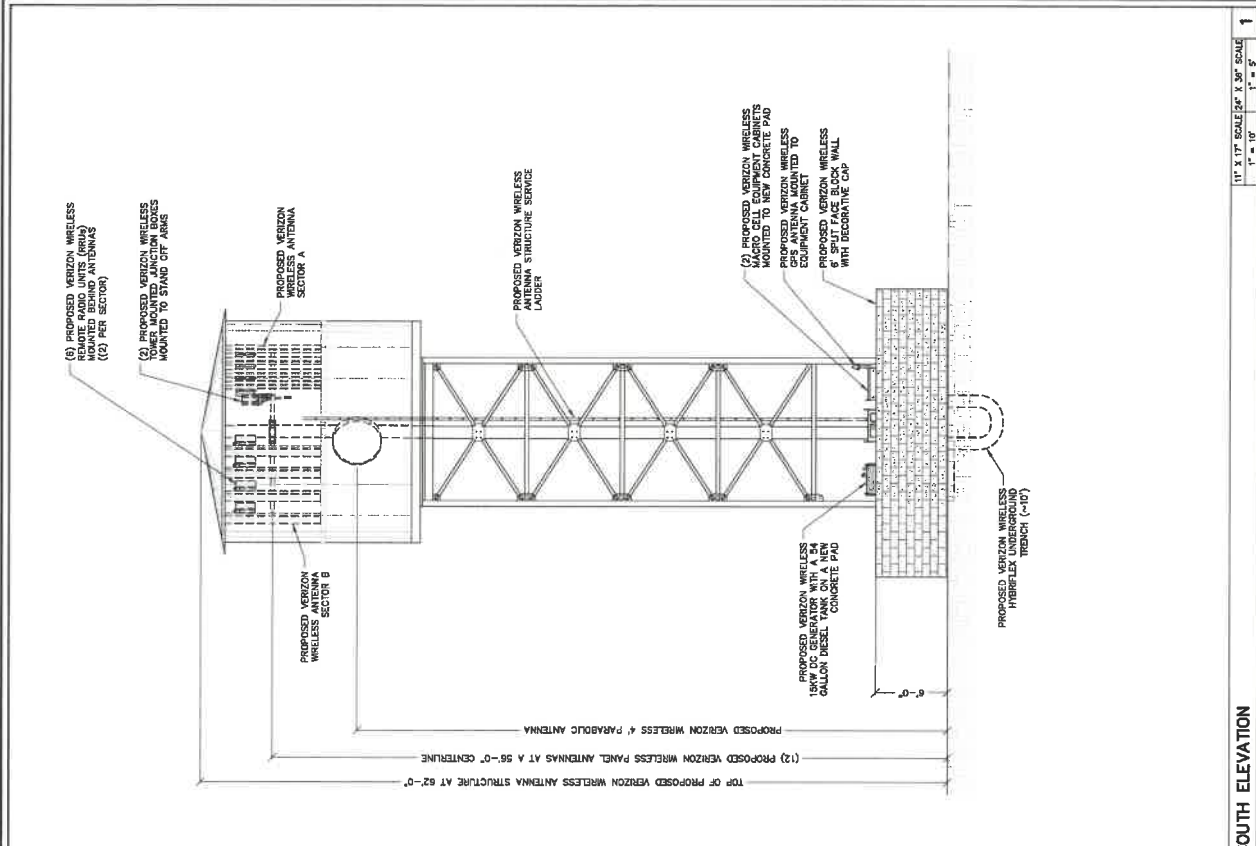 (6) PROPOSED VERIZON WIRELESS
REMOTE RADIO UNITS (RRUs)
MOUNTED BEHIND ANTENNAS
((2) PER SECTOR)
(2) PROPOSED VERIZON WIRELESS
TOWER MOUNTED JUNCTION BOXES
MOUNTED TO STAND OFF ARMS
PROPOSED VERIZON
WIRELESS ANTENNA
SECTOR A
PROPOSED VERIZON WIRELESS
ANTENNA STRUCTURE SERVICE
LADDER
(2) PROPOSED VERIZON WIRELESS
MACRO CELL EQUIPMENT CABINETS
MOUNTED TO NEW CONCRETE PAD
PROPOSED VERIZON WIRELESS
GPS ANTENNA MOUNTED TO
EQUIPMENT CABINET
PROPOSED VERIZON WIRELESS
6' SPLIT FACE BLOCK WALL
WITH DECORATIVE CAP
PROPOSED VERIZON
WIRELESS ANTENNA
SECTOR B
PROPOSED VERIZON WIRELESS
15KW DC GENERATOR WITH A 54
GALLON DIESEL TANK ON A NEW
CONCRETE PAD
PROPOSED VERIZON WIRELESS
HYBRIFLEX UNDERGROUND
TRENCH (~10')
6'-0"
PROPOSED VERIZON WIRELESS 4' PARABOLIC ANTENNA
(12) PROPOSED VERIZON WIRELESS PANEL ANTENNAS AT A 56'-0" CENTERLINE
TOP OF PROPOSED VERIZON WIRELESS ANTENNA STRUCTURE AT 62'-0"
OUTH ELEVATION
11" X 17" SCALE
1" = 10'
24" X 36" SCALE
1" = 5'
1